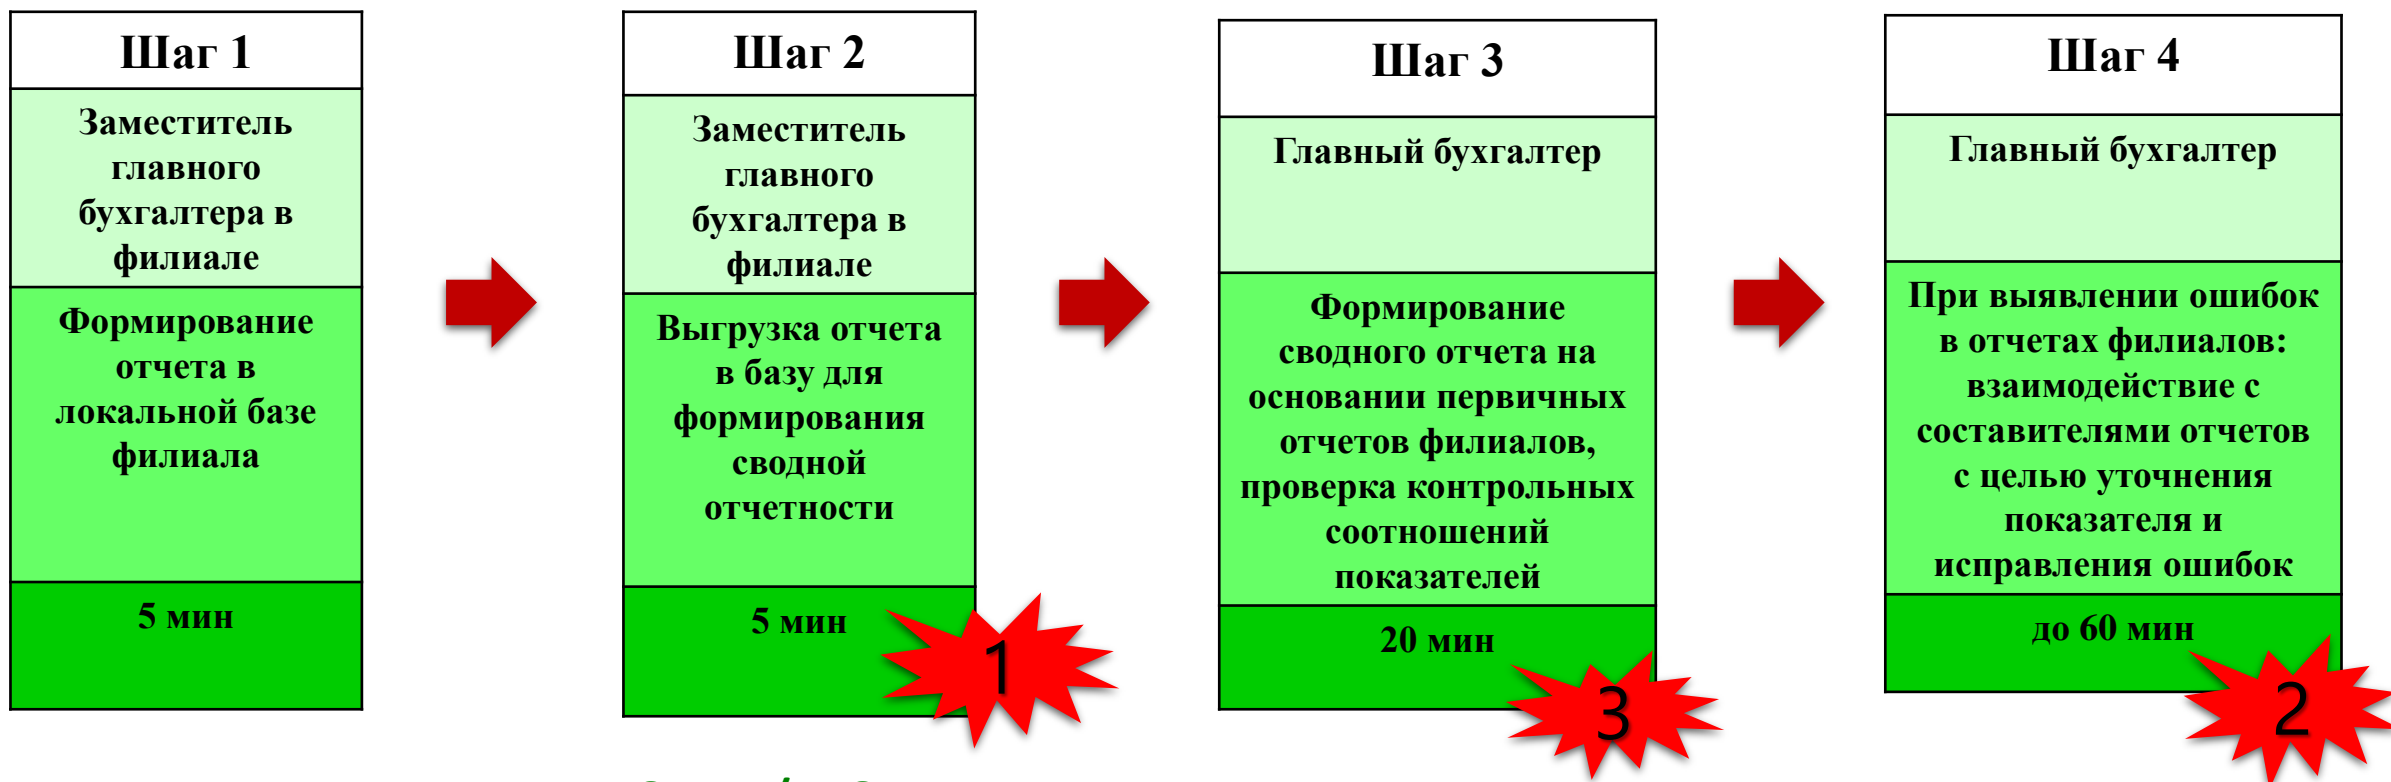 Шаг 1
Заместитель
главного
бухгалтера в
филиале
Формирование
отчета в
локальной базе
филиала
5 мин
Шаг 2
Заместитель
главного
бухгалтера в
филиале
Выгрузка отчета
в базу для
формирования
сводной
отчетности
5 мин
1
Шаг 3
Главный бухгалтер
Формирование
сводного отчета на
основании первичных
отчетов филиалов,
проверка контрольных
соотношений
показателей
20 мин
3
Шаг 4
Главный бухгалтер
При выявлении ошибок
в отчетах филиалов:
взаимодействие с
составителями отчетов
с целью уточнения
показателя и
исправления ошибок
до 60 мин
2